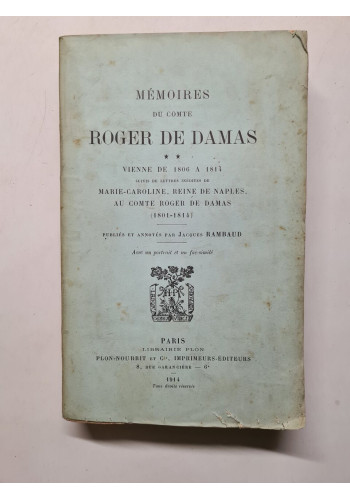 MÉMOIRES
DU COMTE
ROGER DE DAMAS
★ ★
VIENNE DE 1806 A 1814
SUIVIS DE LETTRES INÉDITES DE
MARIE-CAROLINE, REINE DE NAPLES,
AU COMTE ROGER DE DAMAS
(1801-1814)
PUBLIÉS ET ANNOTÉS PAR JACQUES RAMBAUD
Avec un portrait et un fac-similé
PARIS
LIBRAIRIE PLON
PLON-NOURRIT ET Cie, IMPRIMEURS-ÉDITEURS
8, RUE GARANCIÈRE — 6e
1914
Tous droits réservés